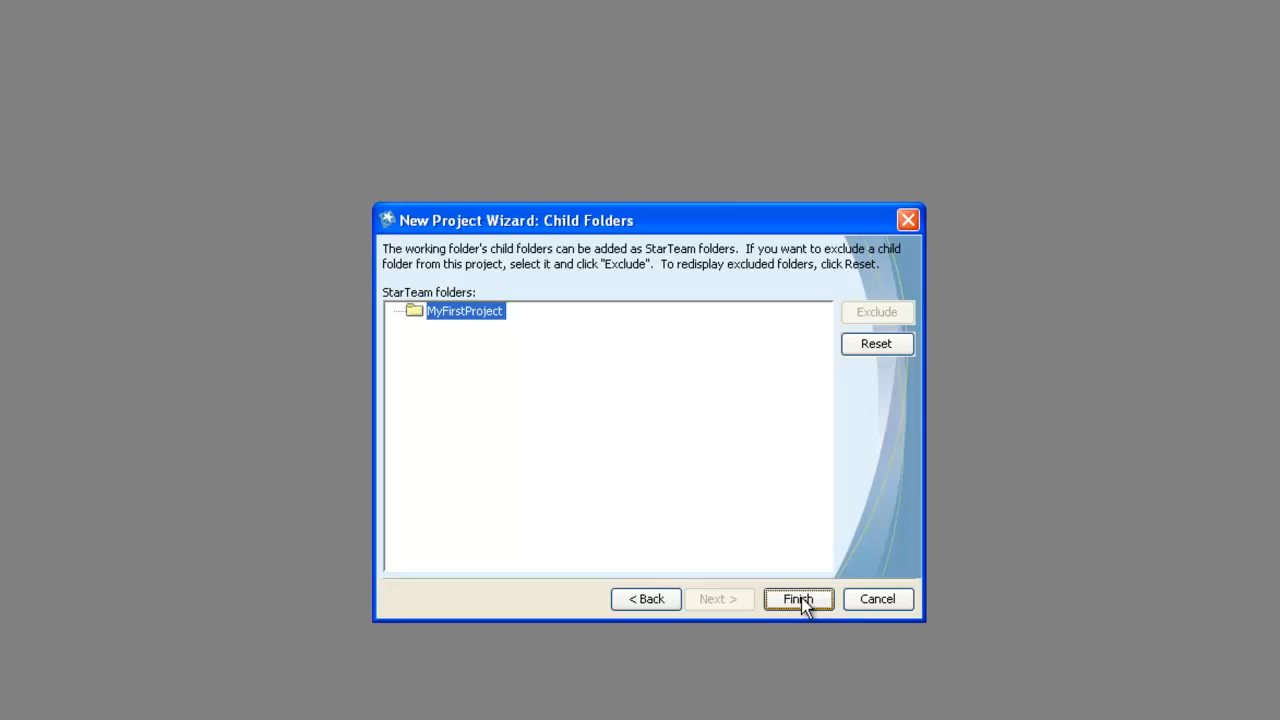 New Project Wizard: Child Folders
The working folder's child folders can be added as StarTeam folders. If you want to exclude a child
folder from this project, select it and click "Exclude". To redisplay excluded folders, click Reset.
StarTeam folders:
MyFirstProject
Exclude
Reset
< Back
Next >
Finish
Cancel